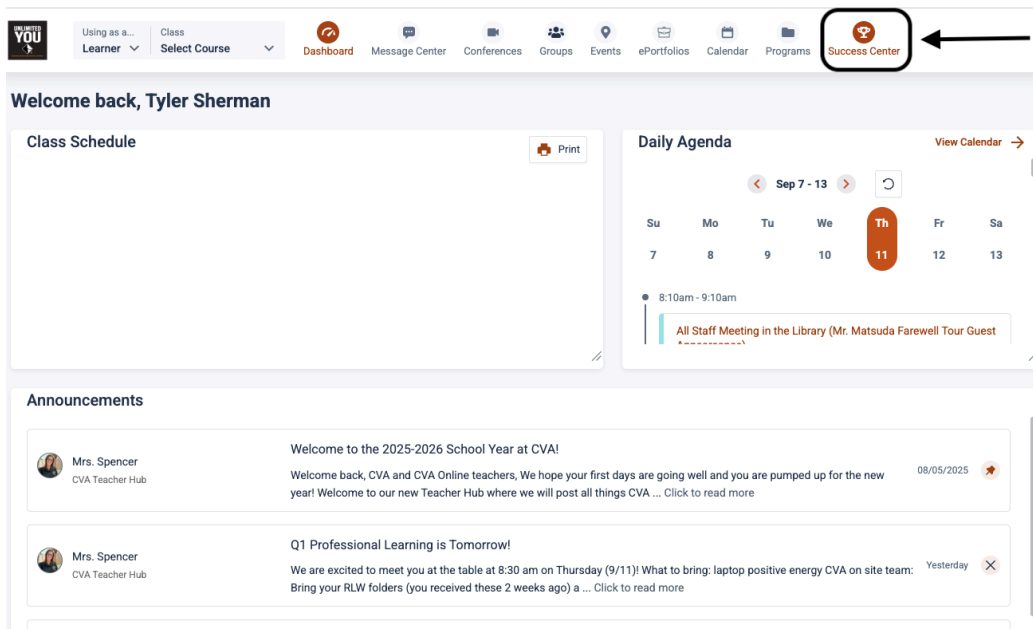 UNLIMITED
YOU
Using as a...
Learner
Class
Select Course
Dashboard
Message Center
Conferences
Groups
Events
ePortfolios
Calendar
Programs
Success Center
Welcome back, Tyler Sherman
Class Schedule
Print
Daily Agenda
View Calendar
Sep 7 - 13
Su Mo Tu We Th Fr Sa
7 8 9 10 11 12 13
8:10am - 9:10am
All Staff Meeting in the Library (Mr. Matsuda Farewell Tour Guest
Announcements
Mrs. Spencer
CVA Teacher Hub
Welcome to the 2025-2026 School Year at CVA!
Welcome back, CVA and CVA Online teachers, We hope your first days are going well and you are pumped up for the new
year! Welcome to our new Teacher Hub where we will post all things CVA ... Click to read more
08/05/2025
Mrs. Spencer
CVA Teacher Hub
Q1 Professional Learning is Tomorrow!
We are excited to meet you at the table at 8:30 am on Thursday (9/11)! What to bring: laptop positive energy CVA on site team:
Bring your RLW folders (you received these 2 weeks ago) a ... Click to read more
Yesterday